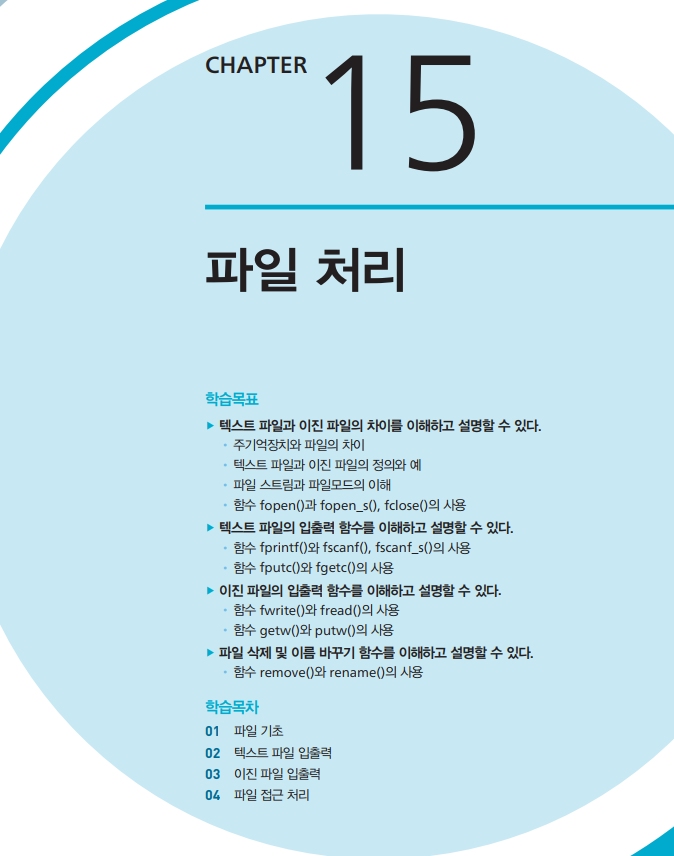 CHAPTER 15
파일 처리
학습목표
▶ 텍스트 파일과 이진 파일의 차이를 이해하고 설명할 수 있다.
• 주기억장치와 파일의 차이
• 텍스트 파일과 이진 파일의 정의와 예
• 파일 스트림과 파일모드의 이해
• 함수 fopen()과 fopen_s(), fclose()의 사용
▶ 텍스트 파일의 입출력 함수를 이해하고 설명할 수 있다.
• 함수 fprintf()와 fscanf(), fscanf_s()의 사용
• 함수 fputc()와 fgetc()의 사용
▶ 이진 파일의 입출력 함수를 이해하고 설명할 수 있다.
• 함수 fwrite()와 fread()의 사용
• 함수 getw()와 putw()의 사용
▶ 파일 삭제 및 이름 바꾸기 함수를 이해하고 설명할 수 있다.
• 함수 remove()와 rename()의 사용
학습목차
01 파일 기초
02 텍스트 파일 입출력
03 이진 파일 입출력
04 파일 접근 처리